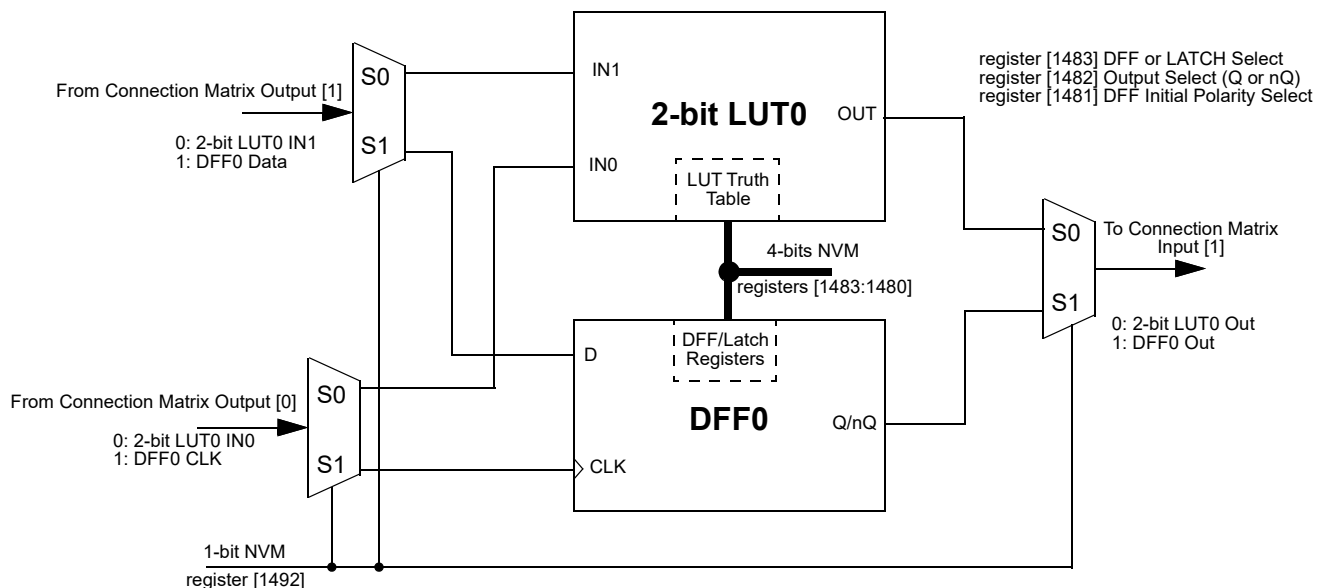 register [1483] DFF or LATCH Select
register [1482] Output Select (Q or nQ)
register [1481] DFF Initial Polarity Select
From Connection Matrix Output [1]
0: 2-bit LUT0 IN1
1: DFF0 Data
S0
S1
IN1
IN0
2-bit LUT0
OUT
LUT Truth
Table
4-bits NVM
registers [1483:1480]
S0
S1
To Connection Matrix
Input [1]
0: 2-bit LUT0 Out
1: DFF0 Out
From Connection Matrix Output [0]
0: 2-bit LUT0 IN0
1: DFF0 CLK
S0
S1
D
CLK
DFF/Latch
Registers
DFF0
Q/nQ
1-bit NVM
register [1492]